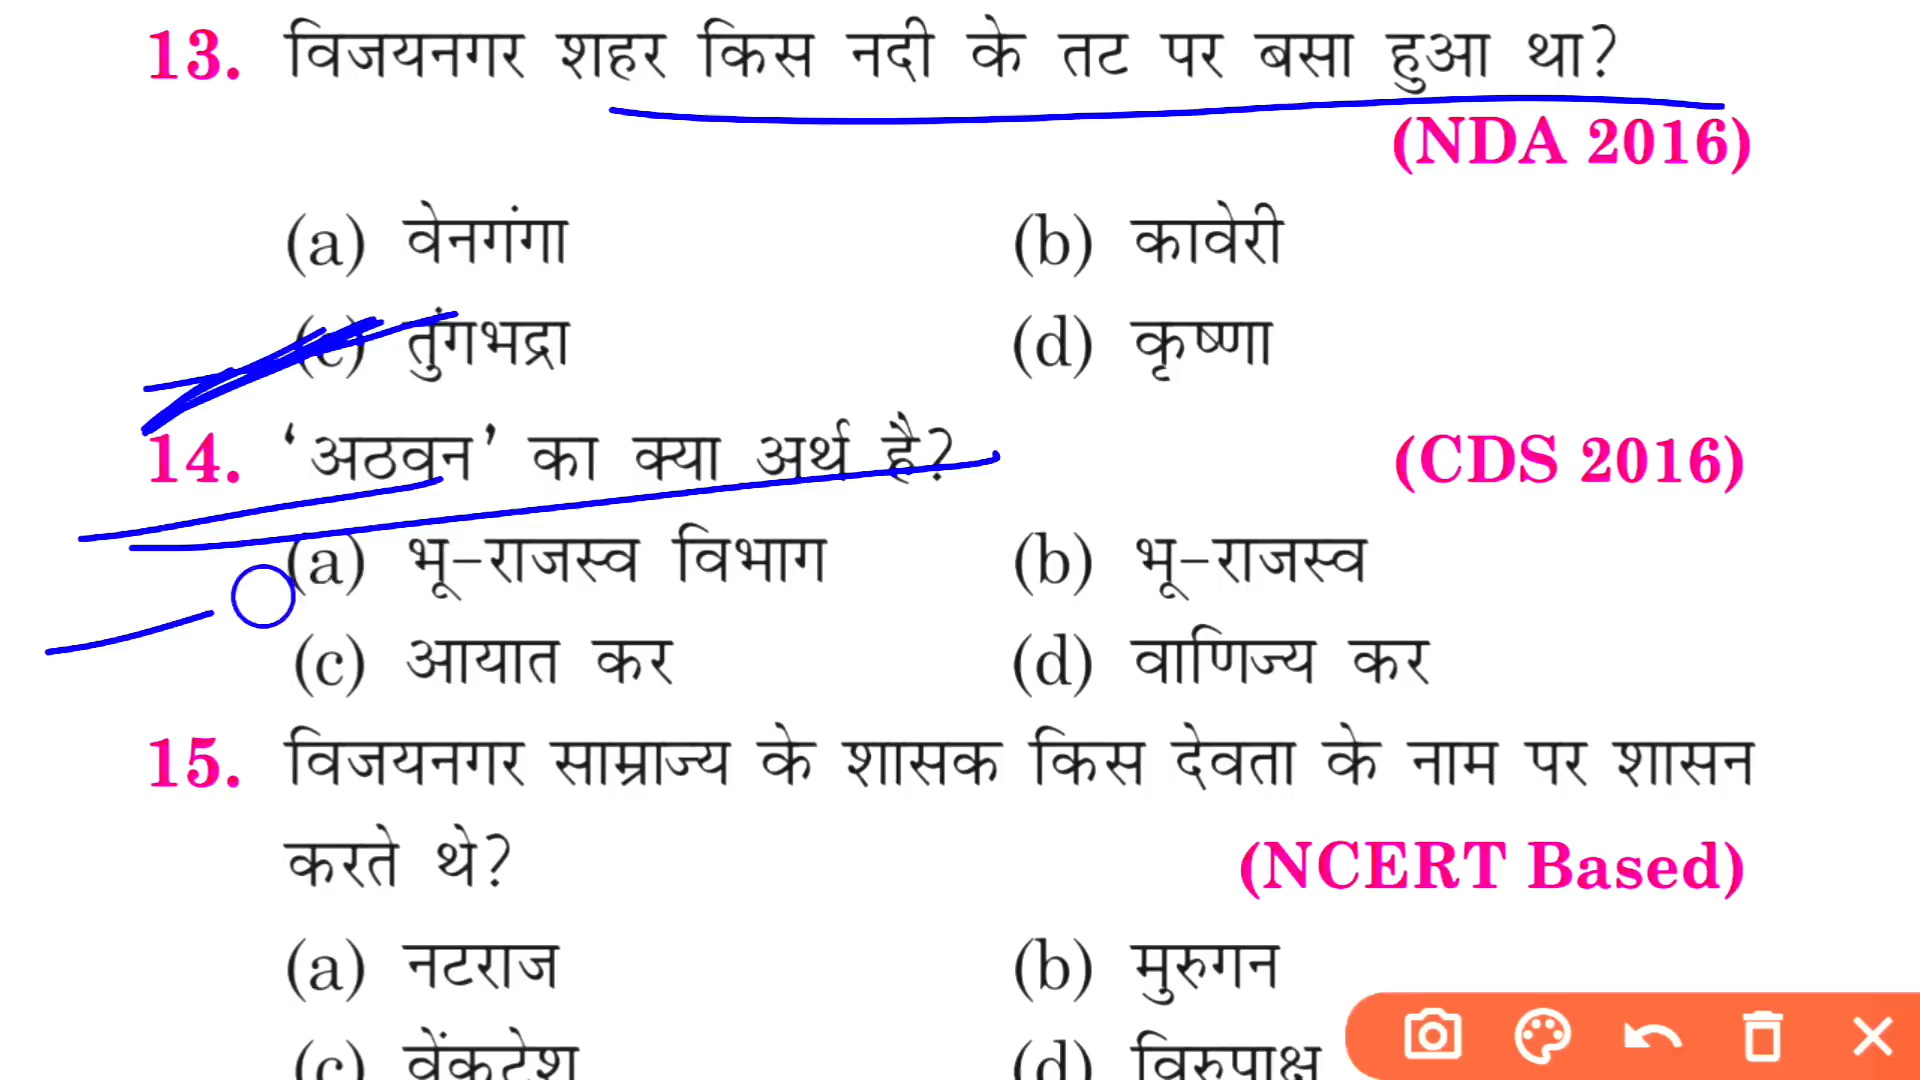 13. विजयनगर शहर किस नदी के तट पर बसा हुआ था?
(NDA 2016)
(a) वेनगंगा (b) कावेरी
(c) तुंगभद्रा (d) कृष्णा
14. ‘अठवन’ का क्या अर्थ है? (CDS 2016)
(a) भू-राजस्व विभाग (b) भू-राजस्व
(c) आयात कर (d) वाणिज्य कर
15. विजयनगर साम्राज्य के शासक किस देवता के नाम पर शासन
करते थे? (NCERT Based)
(a) नटराज (b) मुरुगन
(c) वेंकटेश (d) विरुपाक्ष